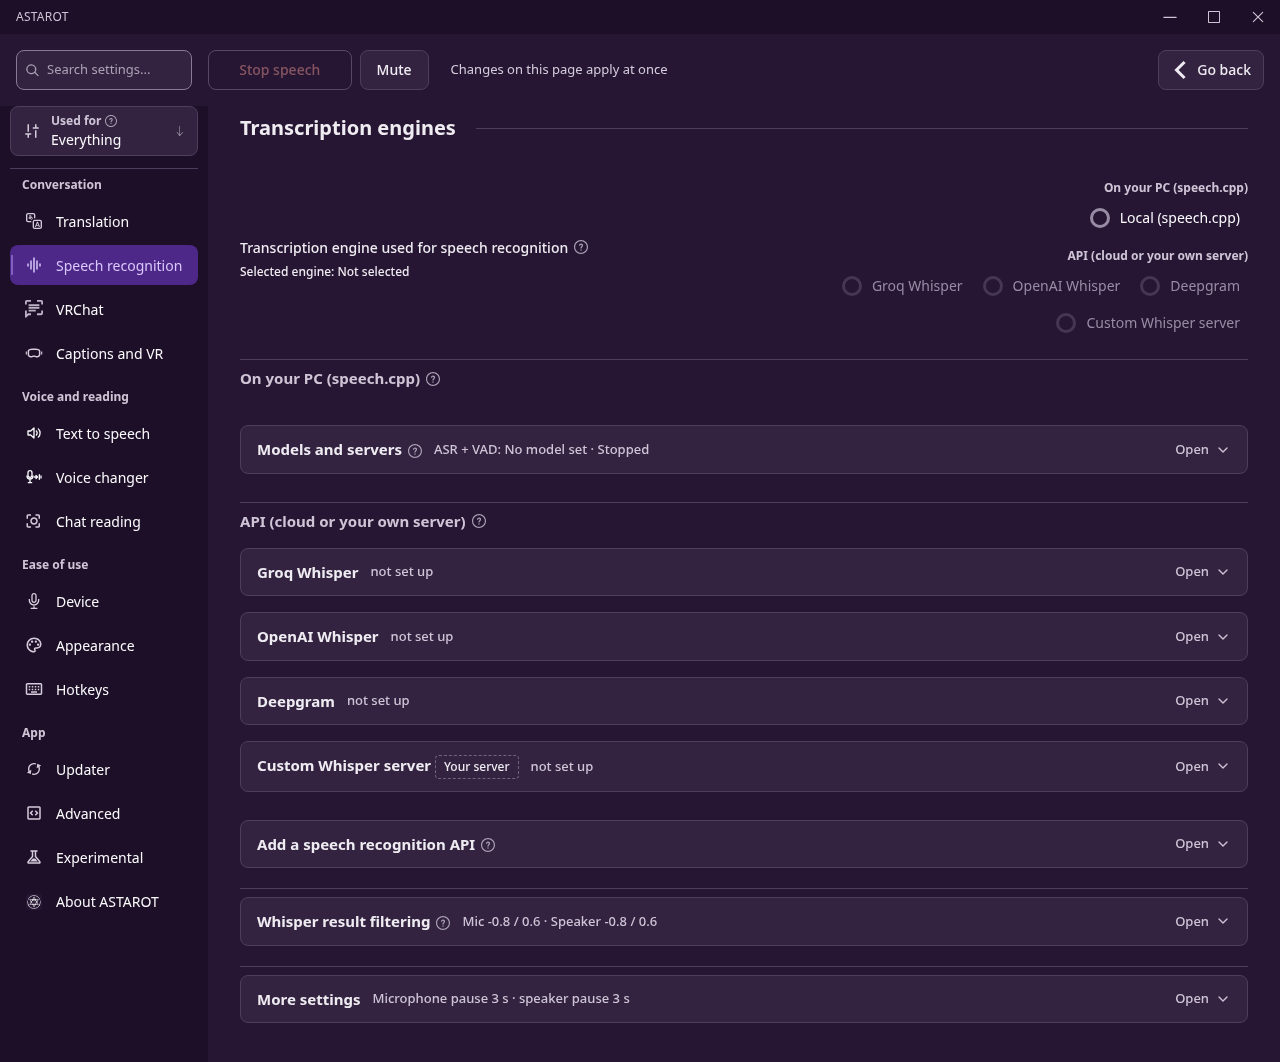 ASTAROT
Search settings...
Stop speech
Mute
Changes on this page apply at once
Go back
Used for
Everything
Conversation
Translation
Speech recognition
VRChat
Captions and VR
Voice and reading
Text to speech
Voice changer
Chat reading
Ease of use
Device
Appearance
Hotkeys
App
Updater
Advanced
Experimental
About ASTAROT
Transcription engines
Transcription engine used for speech recognition
Selected engine: Not selected
On your PC (speech.cpp)
Local (speech.cpp)
API (cloud or your own server)
Groq Whisper OpenAI Whisper Deepgram
Custom Whisper server
On your PC (speech.cpp)
Models and servers ASR + VAD: No model set · Stopped Open
API (cloud or your own server)
Groq Whisper not set up Open
OpenAI Whisper not set up Open
Deepgram not set up Open
Custom Whisper server Your server not set up Open
Add a speech recognition API Open
Whisper result filtering Mic -0.8 / 0.6 · Speaker -0.8 / 0.6 Open
More settings Microphone pause 3 s · speaker pause 3 s Open